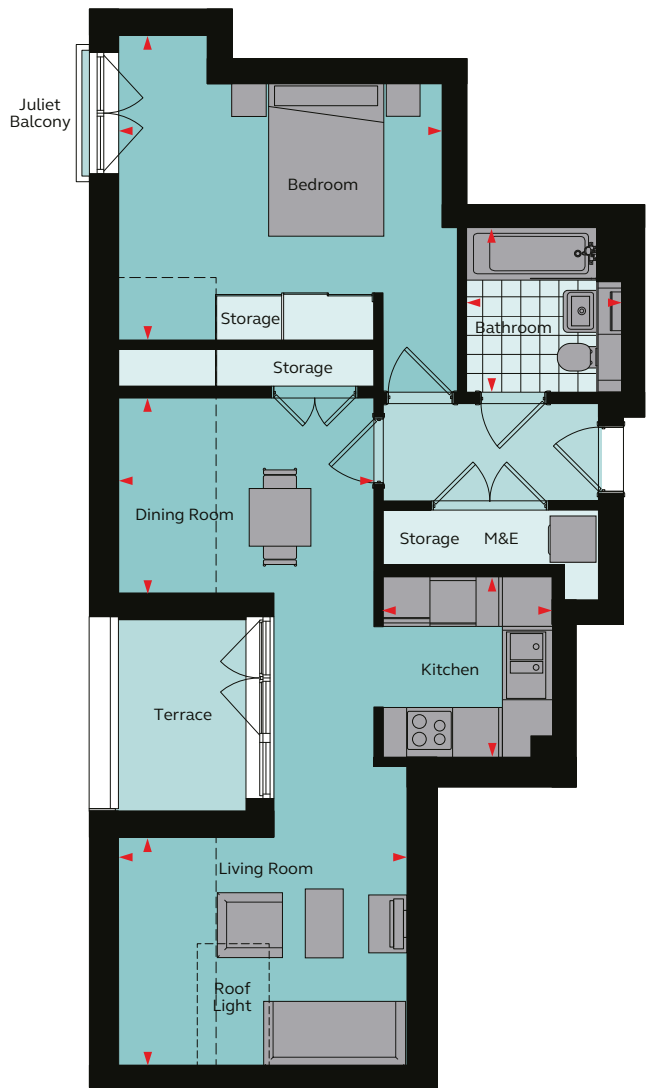 Juliet
Balcony
Bedroom
Storage
Bathroom
Storage
Dining Room
Storage M&E
Kitchen
Terrace
Living Room
Roof
Light